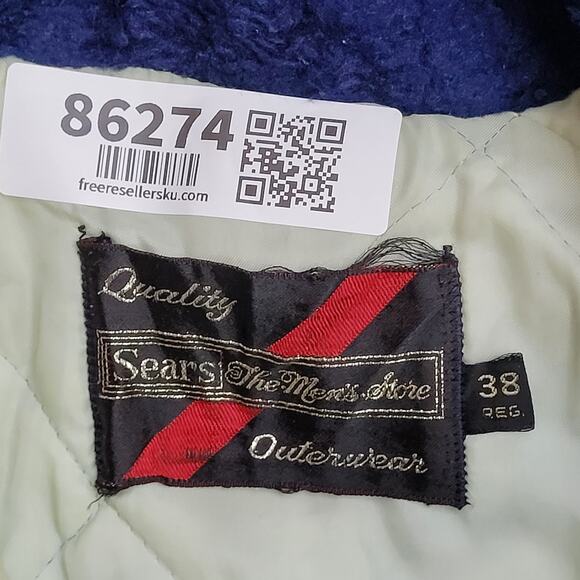 86274
freeresellersku.com
Quality
Sears The Men's Store
Outerwear
38
REG.